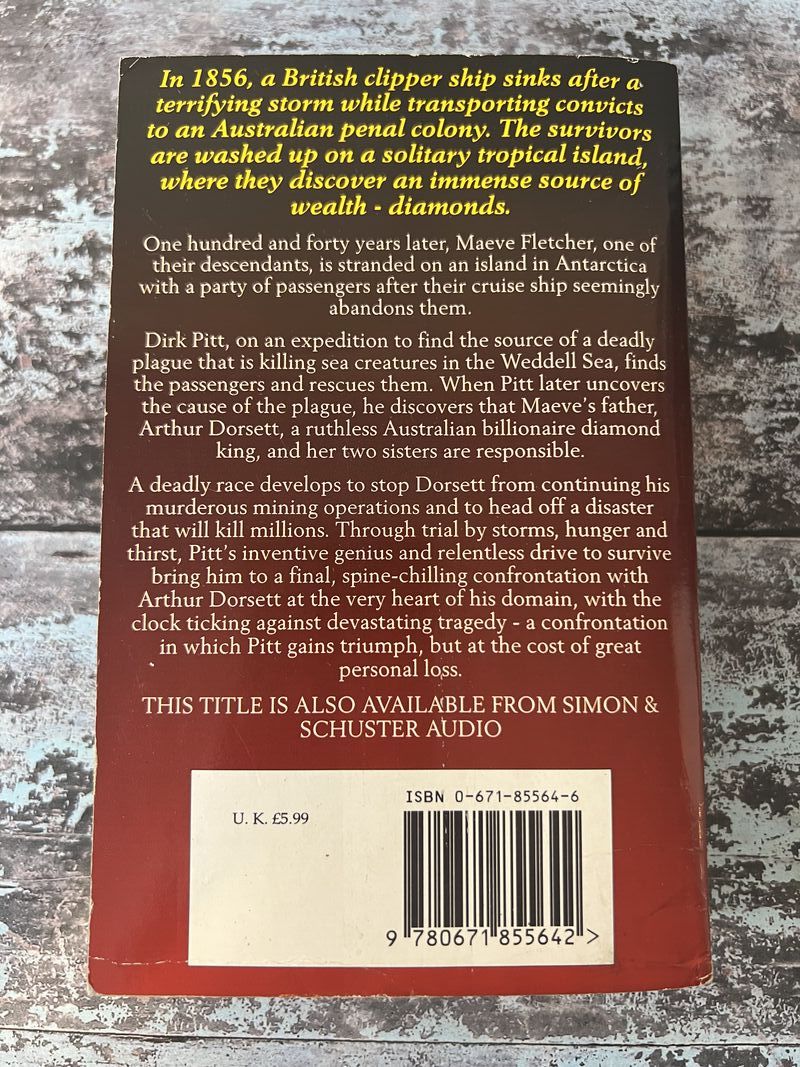 In 1856, a British clipper ship sinks after a
terrifying storm while transporting convicts
to an Australian penal colony. The survivors
are washed up on a solitary tropical island,
where they discover an immense source of
wealth - diamonds.
One hundred and forty years later, Maeve Fletcher, one of
their descendants, is stranded on an island in Antarctica
with a party of passengers after their cruise ship seemingly
abandons them.
Dirk Pitt, on an expedition to find the source of a deadly
plague that is killing sea creatures in the Weddell Sea, finds
the passengers and rescues them. When Pitt later uncovers
the cause of the plague, he discovers that Maeve's father,
Arthur Dorsett, a ruthless Australian billionaire diamond
king, and her two sisters are responsible.
A deadly race develops to stop Dorsett from continuing his
murderous mining operations and to head off a disaster
that will kill millions. Through trial by storms, hunger and
thirst, Pitt's inventive genius and relentless drive to survive
bring him to a final, spine-chilling confrontation with
Arthur Dorsett at the very heart of his domain, with the
clock ticking against devastating tragedy - a confrontation
in which Pitt gains triumph, but at the cost of great
personal loss.
THIS TITLE IS ALSO AVAILABLE FROM SIMON &
SCHUSTER AUDIO
ISBN 0-671-85564-6
U. K. £5.99
9 780671 855642 >